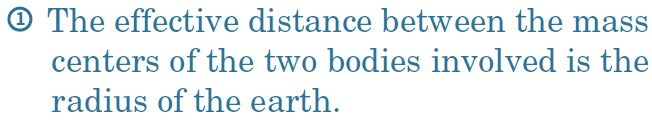 ① The effective distance between the mass
centers of the two bodies involved is the
radius of the earth.